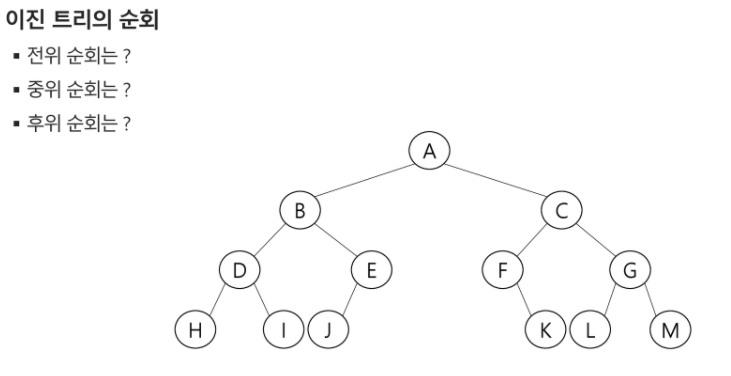 이진 트리의 순회
▪ 전위 순회는 ?
▪ 중위 순회는 ?
▪ 후위 순회는 ?
A
B C
D E F G
H I J K L M